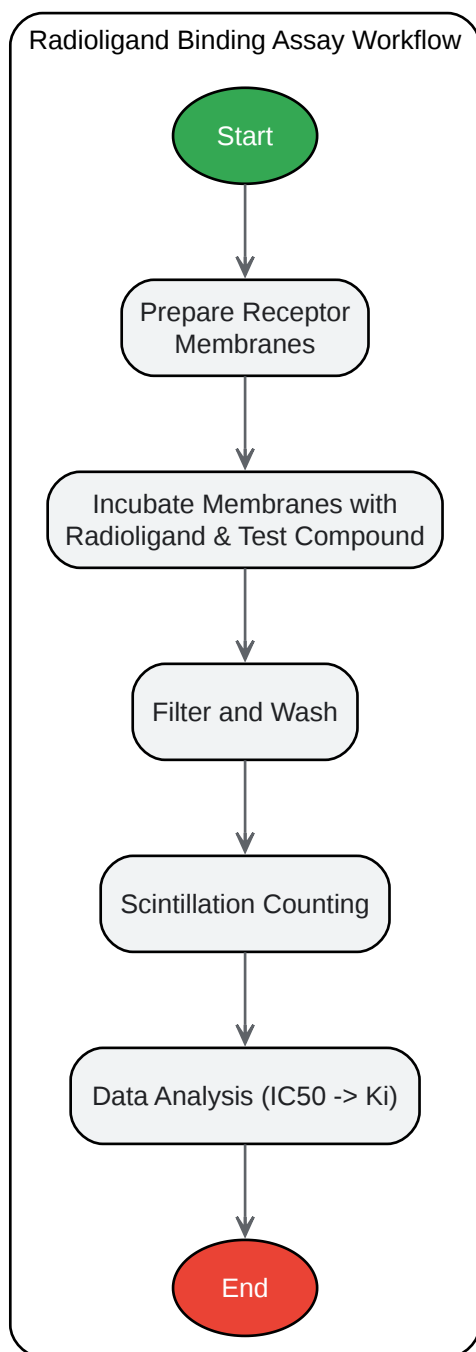 Radioligand Binding Assay Workflow
Start
Prepare Receptor
Membranes
Incubate Membranes with
Radioligand & Test Compound
Filter and Wash
Scintillation Counting
Data Analysis (IC50 -> Ki)
End